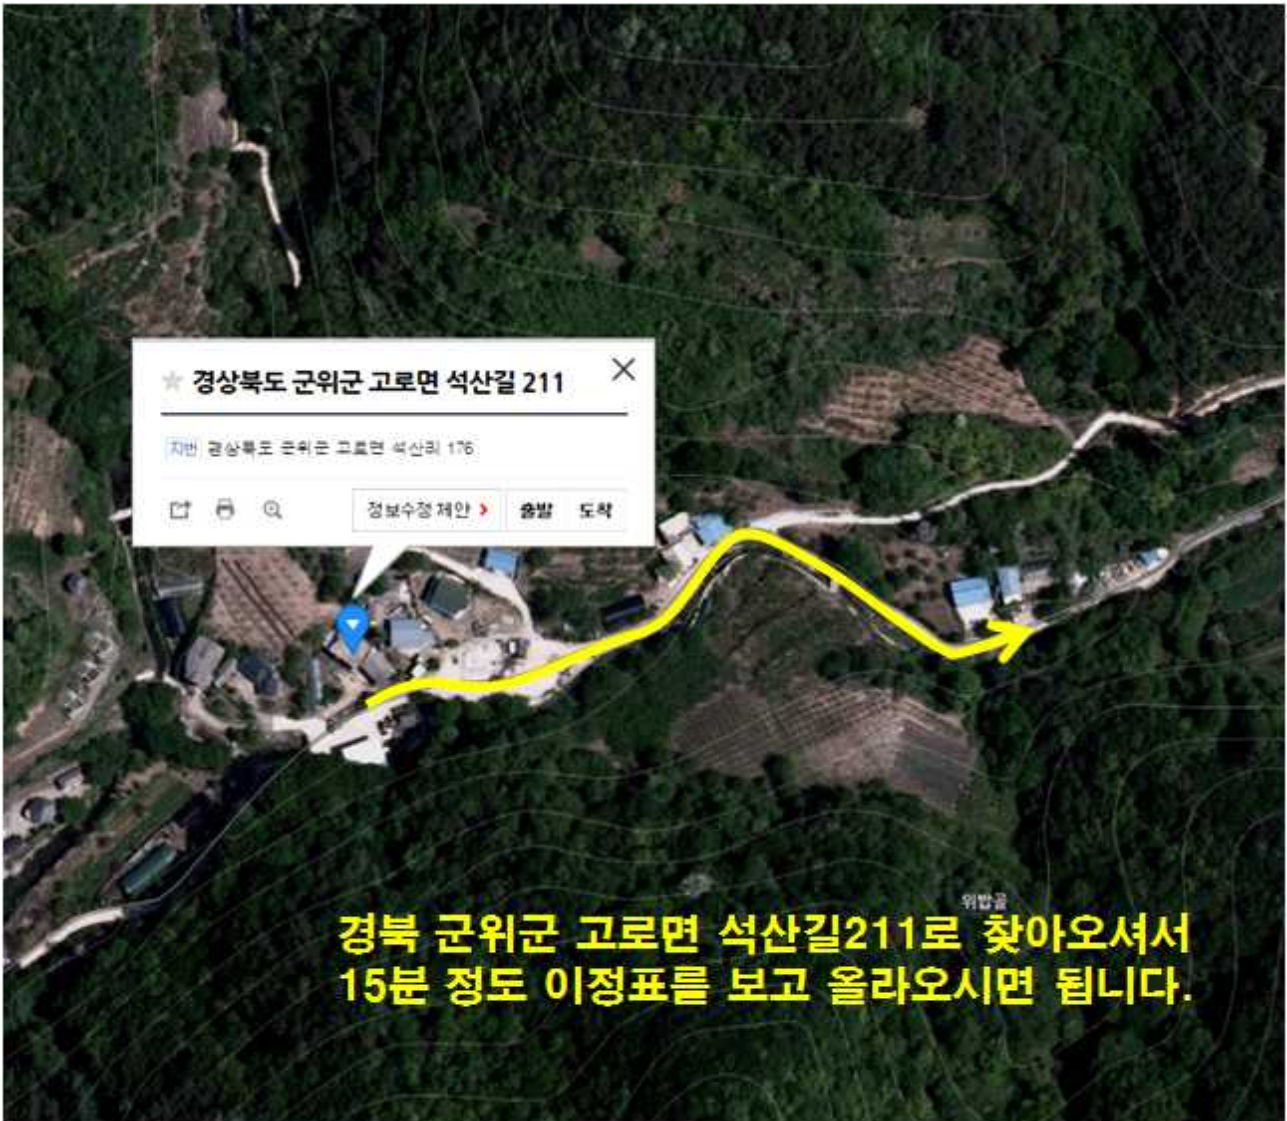 경상북도 군위군 고로면 석산길 211
지번 경상북도 군위군 고로면 석산리 176
정보수정 제안
출발
도착
위밥골
경북 군위군 고로면 석산길211로 찾아오셔서
15분 정도 이정표를 보고 올라오시면 됩니다.